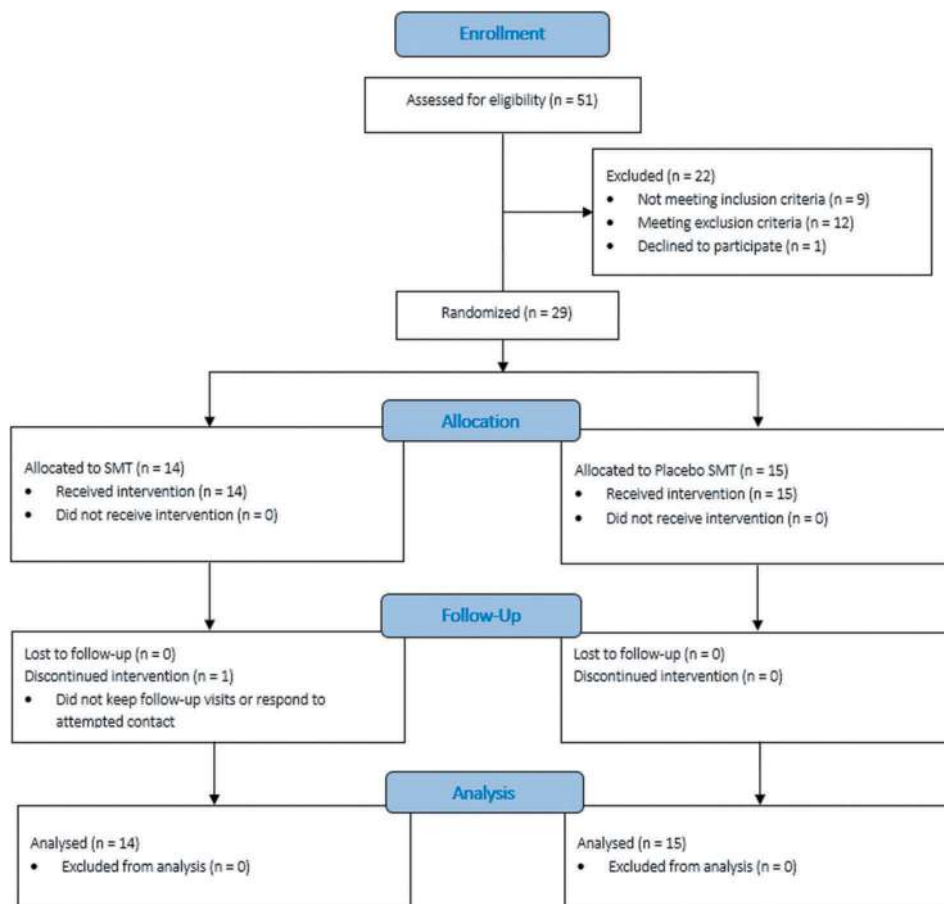 Enrollment
Assessed for eligibility (n = 51)
Excluded (n = 22)
• Not meeting inclusion criteria (n = 9)
• Meeting exclusion criteria (n = 12)
• Declined to participate (n = 1)
Randomized (n = 29)
Allocation
Allocated to SMT (n = 14)
• Received intervention (n = 14)
• Did not receive intervention (n = 0)
Allocated to Placebo SMT (n = 15)
• Received intervention (n = 15)
• Did not receive intervention (n = 0)
Follow-Up
Lost to follow-up (n = 0)
Discontinued intervention (n = 1)
• Did not keep follow-up visits or respond to
attempted contact
Lost to follow-up (n = 0)
Discontinued intervention (n = 0)
Analysis
Analysed (n = 14)
• Excluded from analysis (n = 0)
Analysed (n = 15)
• Excluded from analysis (n = 0)